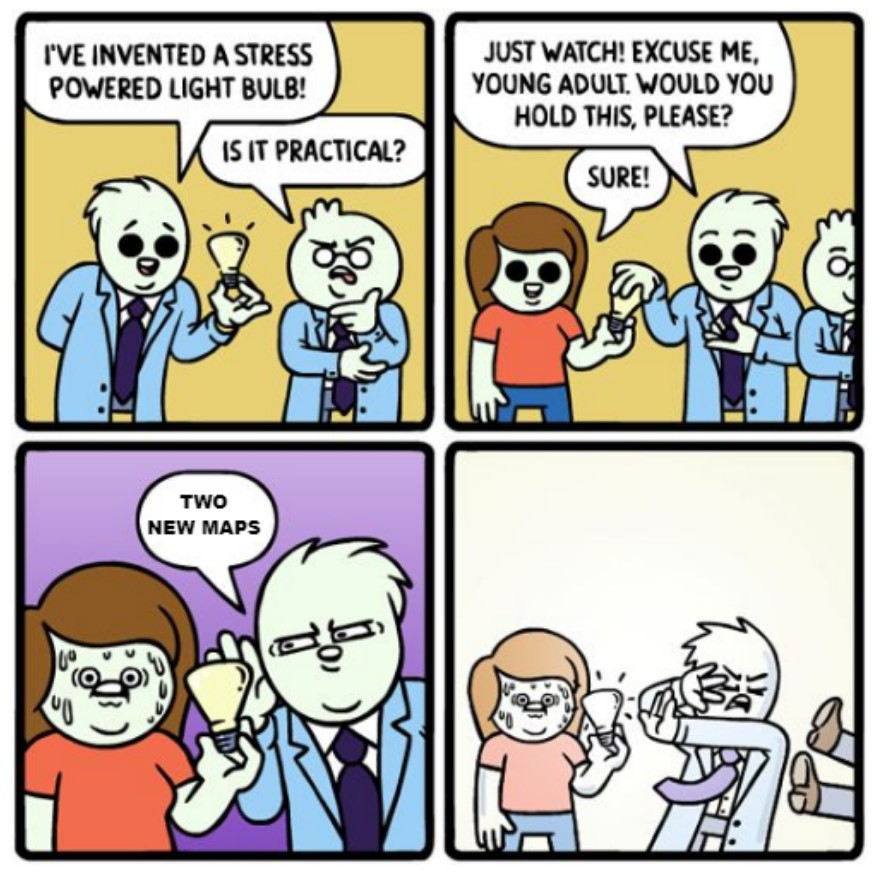 I'VE INVENTED A STRESS
POWERED LIGHT BULB!
IS IT PRACTICAL?
JUST WATCH! EXCUSE ME,
YOUNG ADULT. WOULD YOU
HOLD THIS, PLEASE?
SURE!
TWO
NEW MAPS